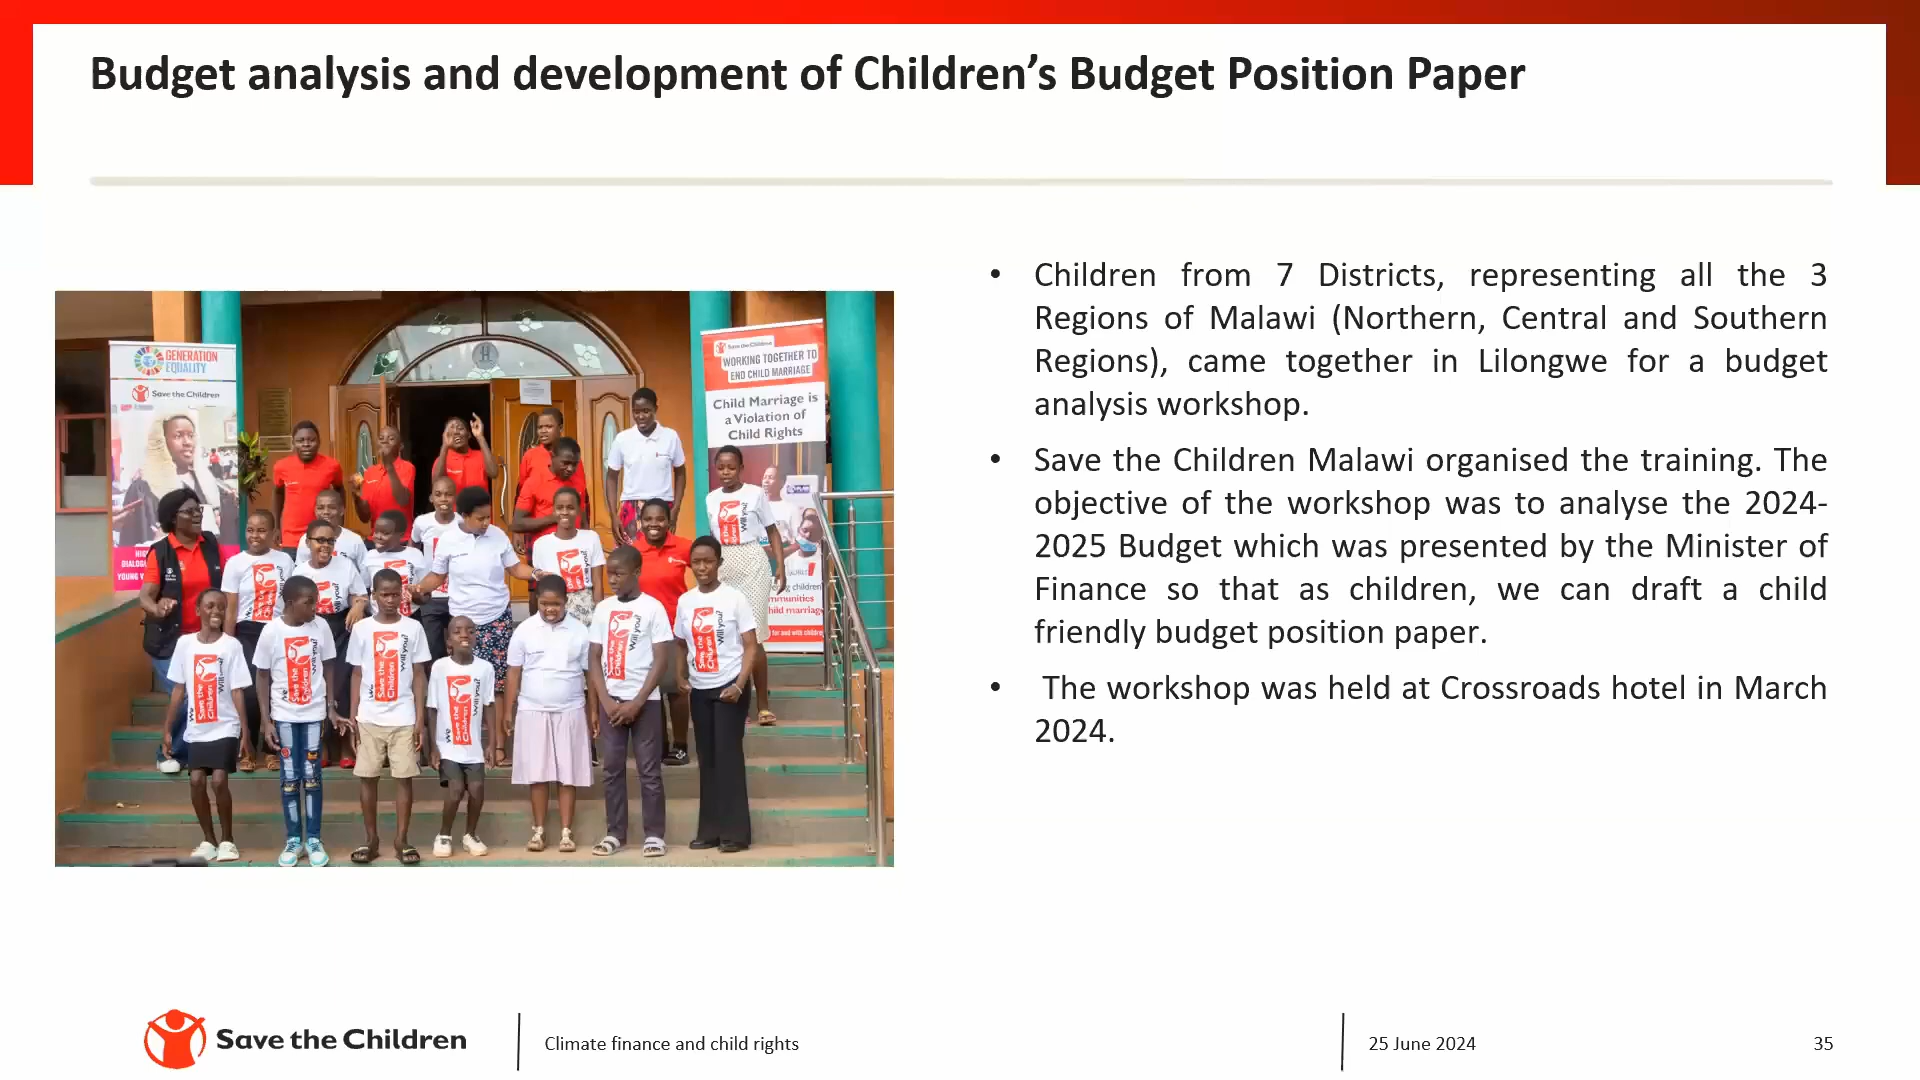 Budget analysis and development of Children’s Budget Position Paper
GENERATION
EQUALITY
Save the Children
Save the Children
WORKING TOGETHER TO
END CHILD MARRIAGE
Child Marriage is
a Violation of
Child Rights
• Children from 7 Districts, representing all the 3
Regions of Malawi (Northern, Central and Southern
Regions), came together in Lilongwe for a budget
analysis workshop.
• Save the Children Malawi organised the training. The
objective of the workshop was to analyse the 2024-
2025 Budget which was presented by the Minister of
Finance so that as children, we can draft a child
friendly budget position paper.
• The workshop was held at Crossroads hotel in March
2024.
Save the Children
Climate finance and child rights
25 June 2024
35